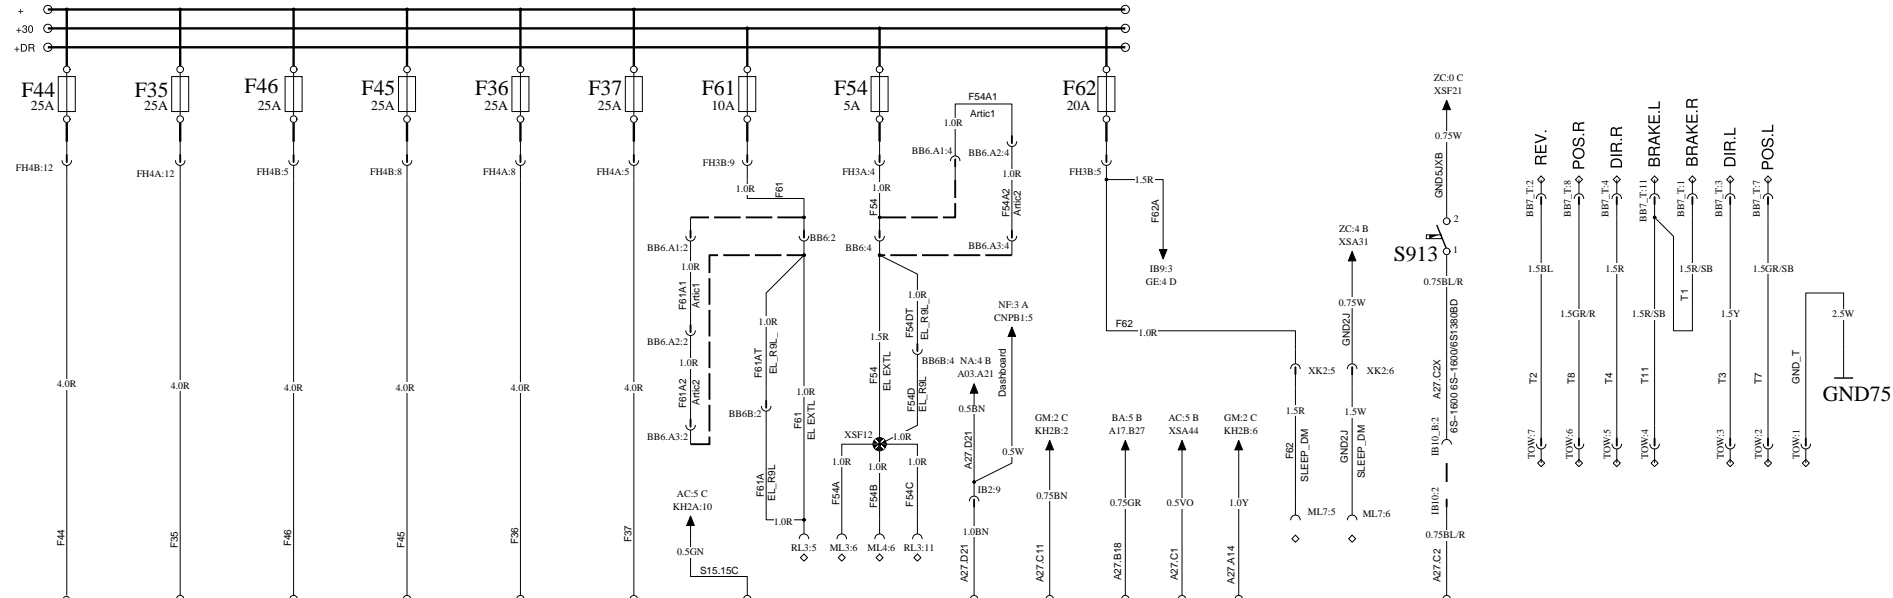 +
+30
+DR
F44
25A
F35
25A
F46
25A
F45
25A
F36
25A
F37
25A
F61
10A
F54
5A
F62
20A
F54A1
Artic1
1.0R
BB6.A1:4
BB6.A2:4
1.0R
F54A2
Artic2
BB6.A3:4
FH4B:12
FH4A:12
FH4B:5
FH4B:8
FH4A:8
FH4A:5
FH3B:9
FH3A:4
FH3B:5
1.0R
F61
1.0R
F54
1.5R
F62A
IB9:3
GE:4 D
BB6.A1:2
BB6:2
BB6:4
1.0R
F61A1
Artic1
BB6.A2:2
1.0R
F61A2
Artic2
BB6.A3:2
1.0R
F61AT
EL_R9L_
BB6B:2
F61A
EL_R9L
1.0R
1.0R
F61
EL EXTL
RL3:5
1.5R
F54
EL EXTL
1.0R
F54DT
EL_R9L_
BB6B:4
F54D
EL_R9L
1.0R
XSF12
1.0R
1.0R
1.0R
F54A
F54B
F54C
ML3:6
ML4:6
RL3:11
4.0R
4.0R
4.0R
4.0R
4.0R
4.0R
F44
F35
F46
F45
F36
F37
AC:5 C
KH2A:10
0.5GN
S15.15C
NF:3 A
CNPB1:5
Dashboard
0.5W
NA:4 B
A03.A21
0.5BN
A27.D21
IB2:9
1.0BN
A27.D21
GM:2 C
KH2B:2
0.75BN
A27.C11
BA:5 B
A17.B27
0.75GR
A27.B18
AC:5 B
XSA44
0.5VO
A27.C1
GM:2 C
KH2B:6
1.0Y
A27.A14
F62
1.0R
XK2:5
1.5R
F62
SLEEP_DM
ML7:5
ZC:4 B
XSA31
0.75W
GND2J
XK2:6
1.5W
GND2J
SLEEP_DM
ML7:6
ZC:0 C
XSF21
0.75W
GND5JXB
2
S913
1
0.75BL/R
A27.C2X
6S-1600 6S-1600/6S1380BD
IB10_B:2
IB10:2
0.75BL/R
A27.C2
REV.
POS.R
DIR.R
BRAKE.L
BRAKE.R
DIR.L
POS.L
BB7_T:2
BB7_T:8
BB7_T:4
BB7_T:11
BB7_T:1
BB7_T:3
BB7_T:7
1.5BL
1.5GR/R
1.5R
1.5R/SB
1.5R/SB
1.5Y
1.5GR/SB
2.5W
T1
T2
T8
T4
T11
T3
T7
GND_T
GND75
TOW:7
TOW:6
TOW:5
TOW:4
TOW:3
TOW:2
TOW:1